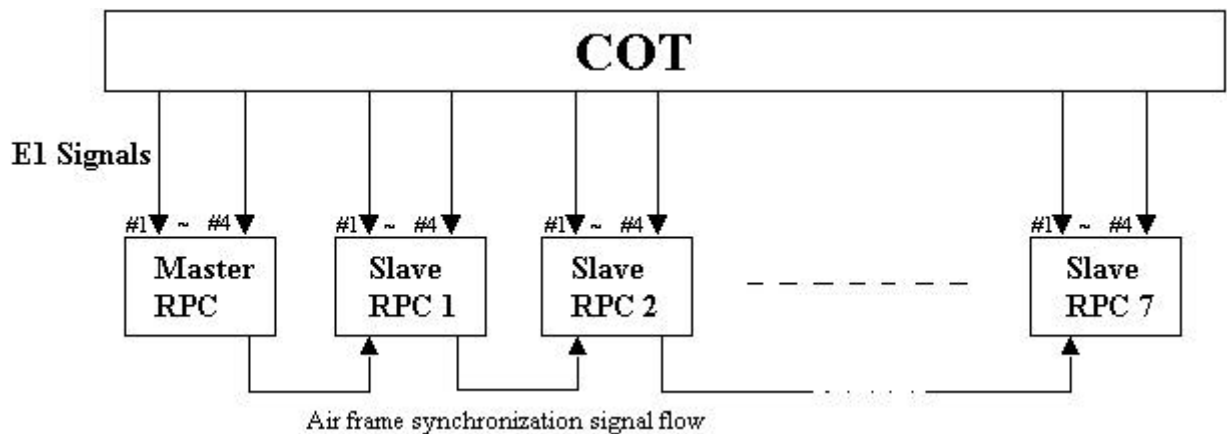 COT
E1 Signals
#1 ~ #4
#1 ~ #4
#1 ~ #4
#1 ~ #4
Master
RPC
Slave
RPC 1
Slave
RPC 2
Slave
RPC 7
Air frame synchronization signal flow